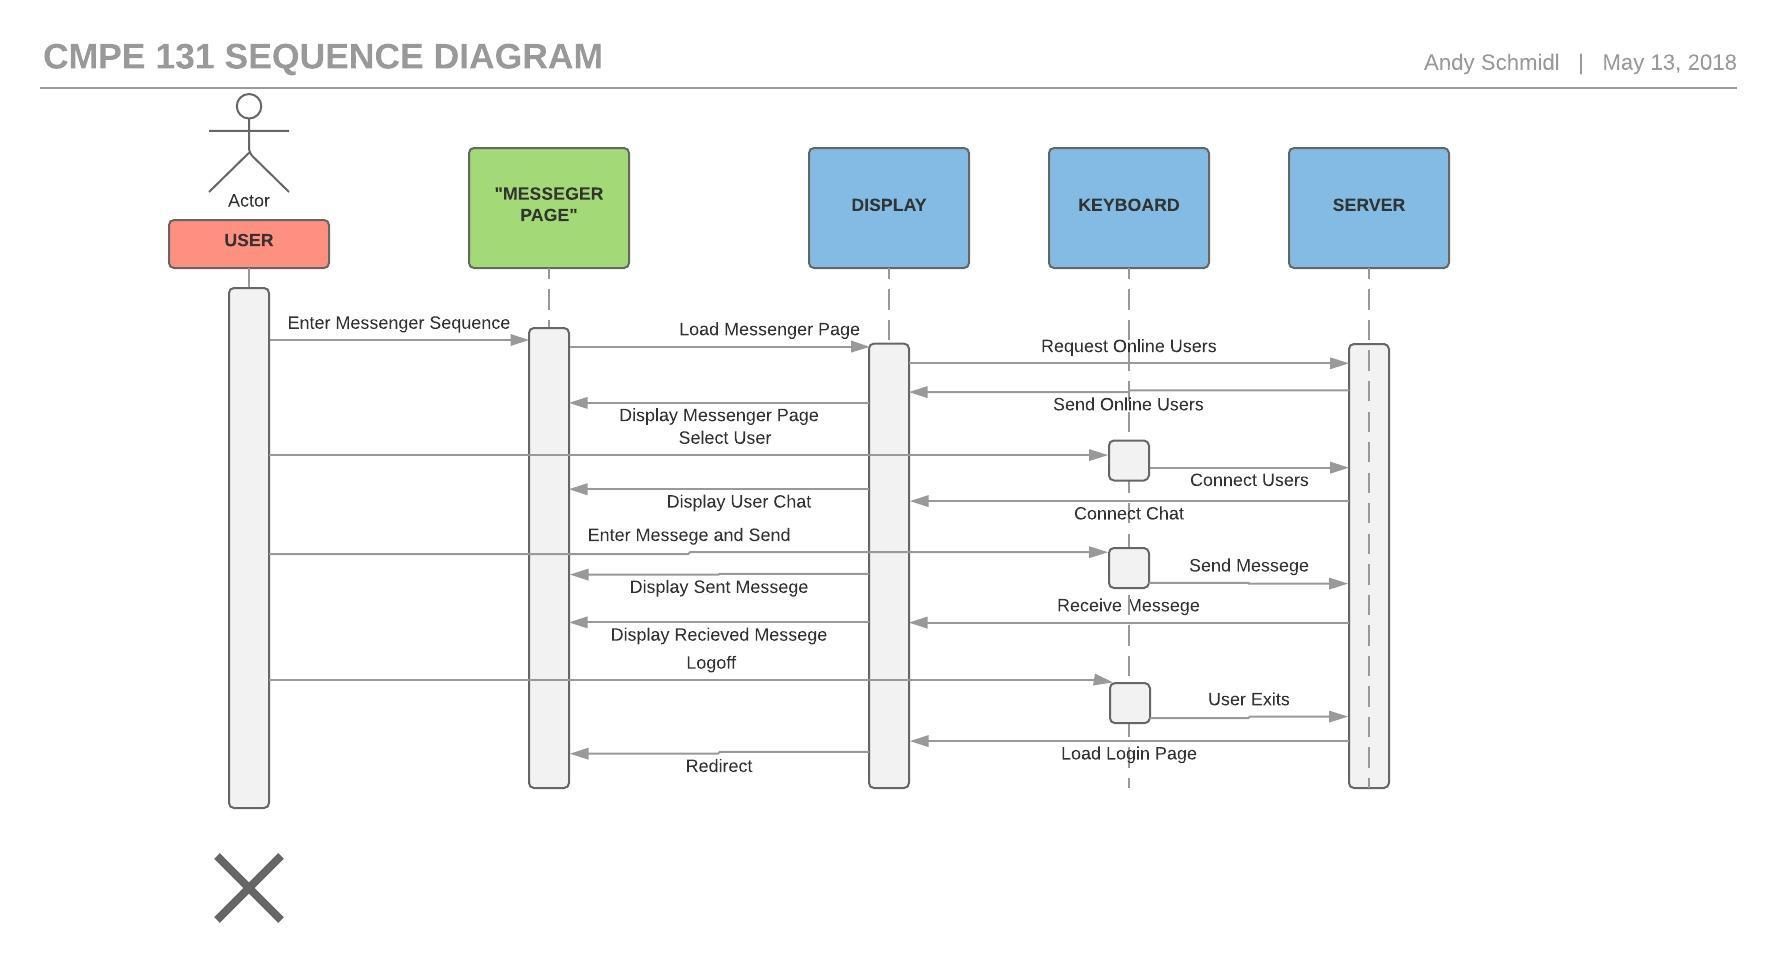 CMPE 131 SEQUENCE DIAGRAM
Andy Schmidl | May 13, 2018
Actor
USER
"MESSEGER
PAGE"
DISPLAY
KEYBOARD
SERVER
Enter Messenger Sequence
Load Messenger Page
Request Online Users
Send Online Users
Display Messenger Page
Select User
Connect Users
Display User Chat
Connect Chat
Enter Messege and Send
Send Messege
Display Sent Messege
Receive Messege
Display Recieved Messege
Logoff
User Exits
Load Login Page
Redirect